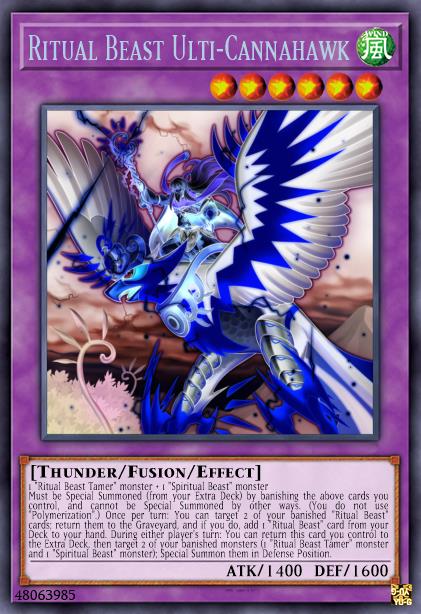 RITUAL BEAST ULTI-CANNAHAWK
WIND
風
[THUNDER/FUSION/EFFECT]
1 "Ritual Beast Tamer" monster + 1 "Spiritual Beast" monster
Must be Special Summoned (from your Extra Deck) by banishing the above cards you
control, and cannot be Special Summoned by other ways. (You do not use
"Polymerization".) Once per turn: You can target 2 of your banished "Ritual Beast"
cards; return them to the Graveyard, and if you do, add 1 "Ritual Beast" card from your
Deck to your hand. During either player's turn: You can return this card you control to
the Extra Deck, then target 2 of your banished monsters (1 "Ritual Beast Tamer" monster
and 1 "Spiritual Beast" monster); Special Summon them in Defense Position.
ATK/1400 DEF/1600
48063985